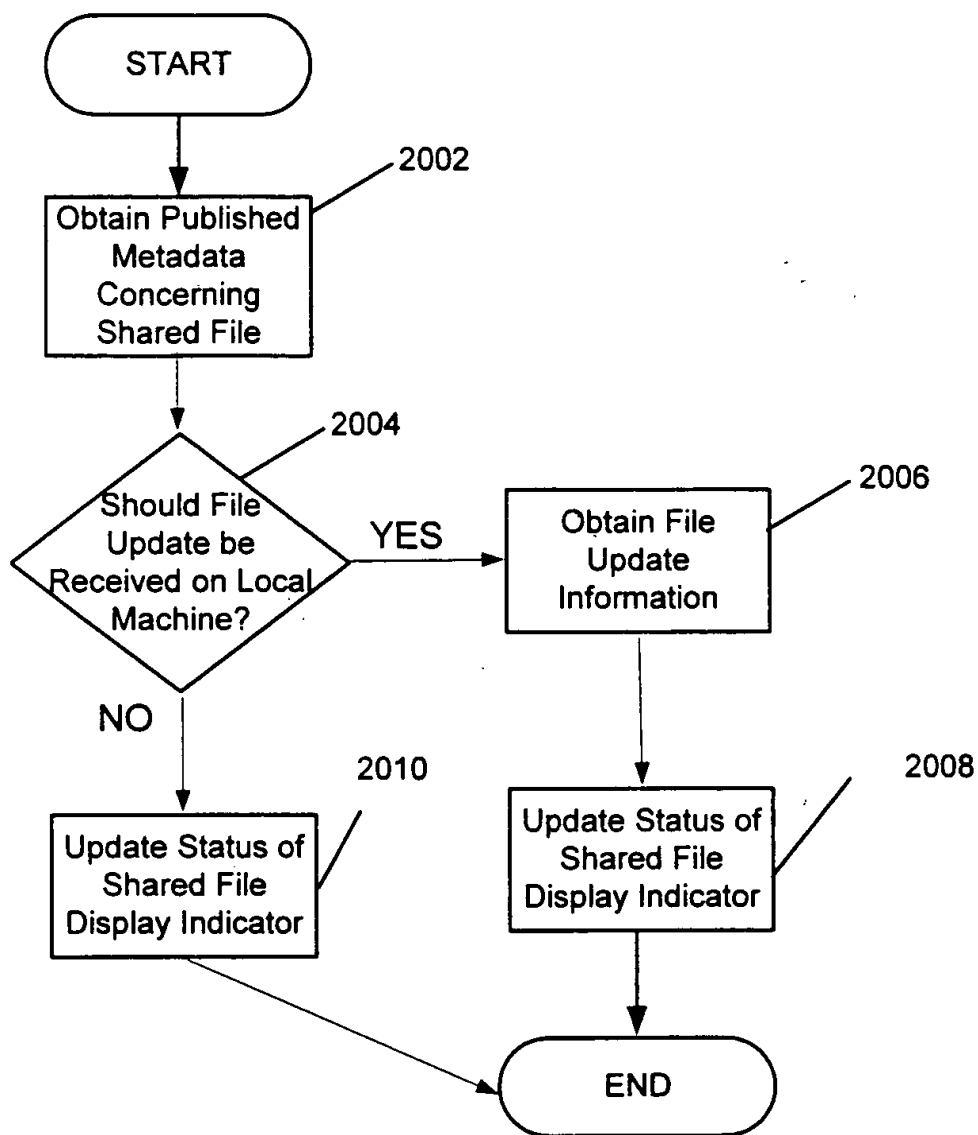 START
2002
Obtain Published
Metadata
Concerning
Shared File
2004
Should File
Update be
Received on Local
Machine?
YES
2006
Obtain File
Update
Information
NO
2010
Update Status of
Shared File
Display Indicator
2008
Update Status of
Shared File
Display Indicator
END